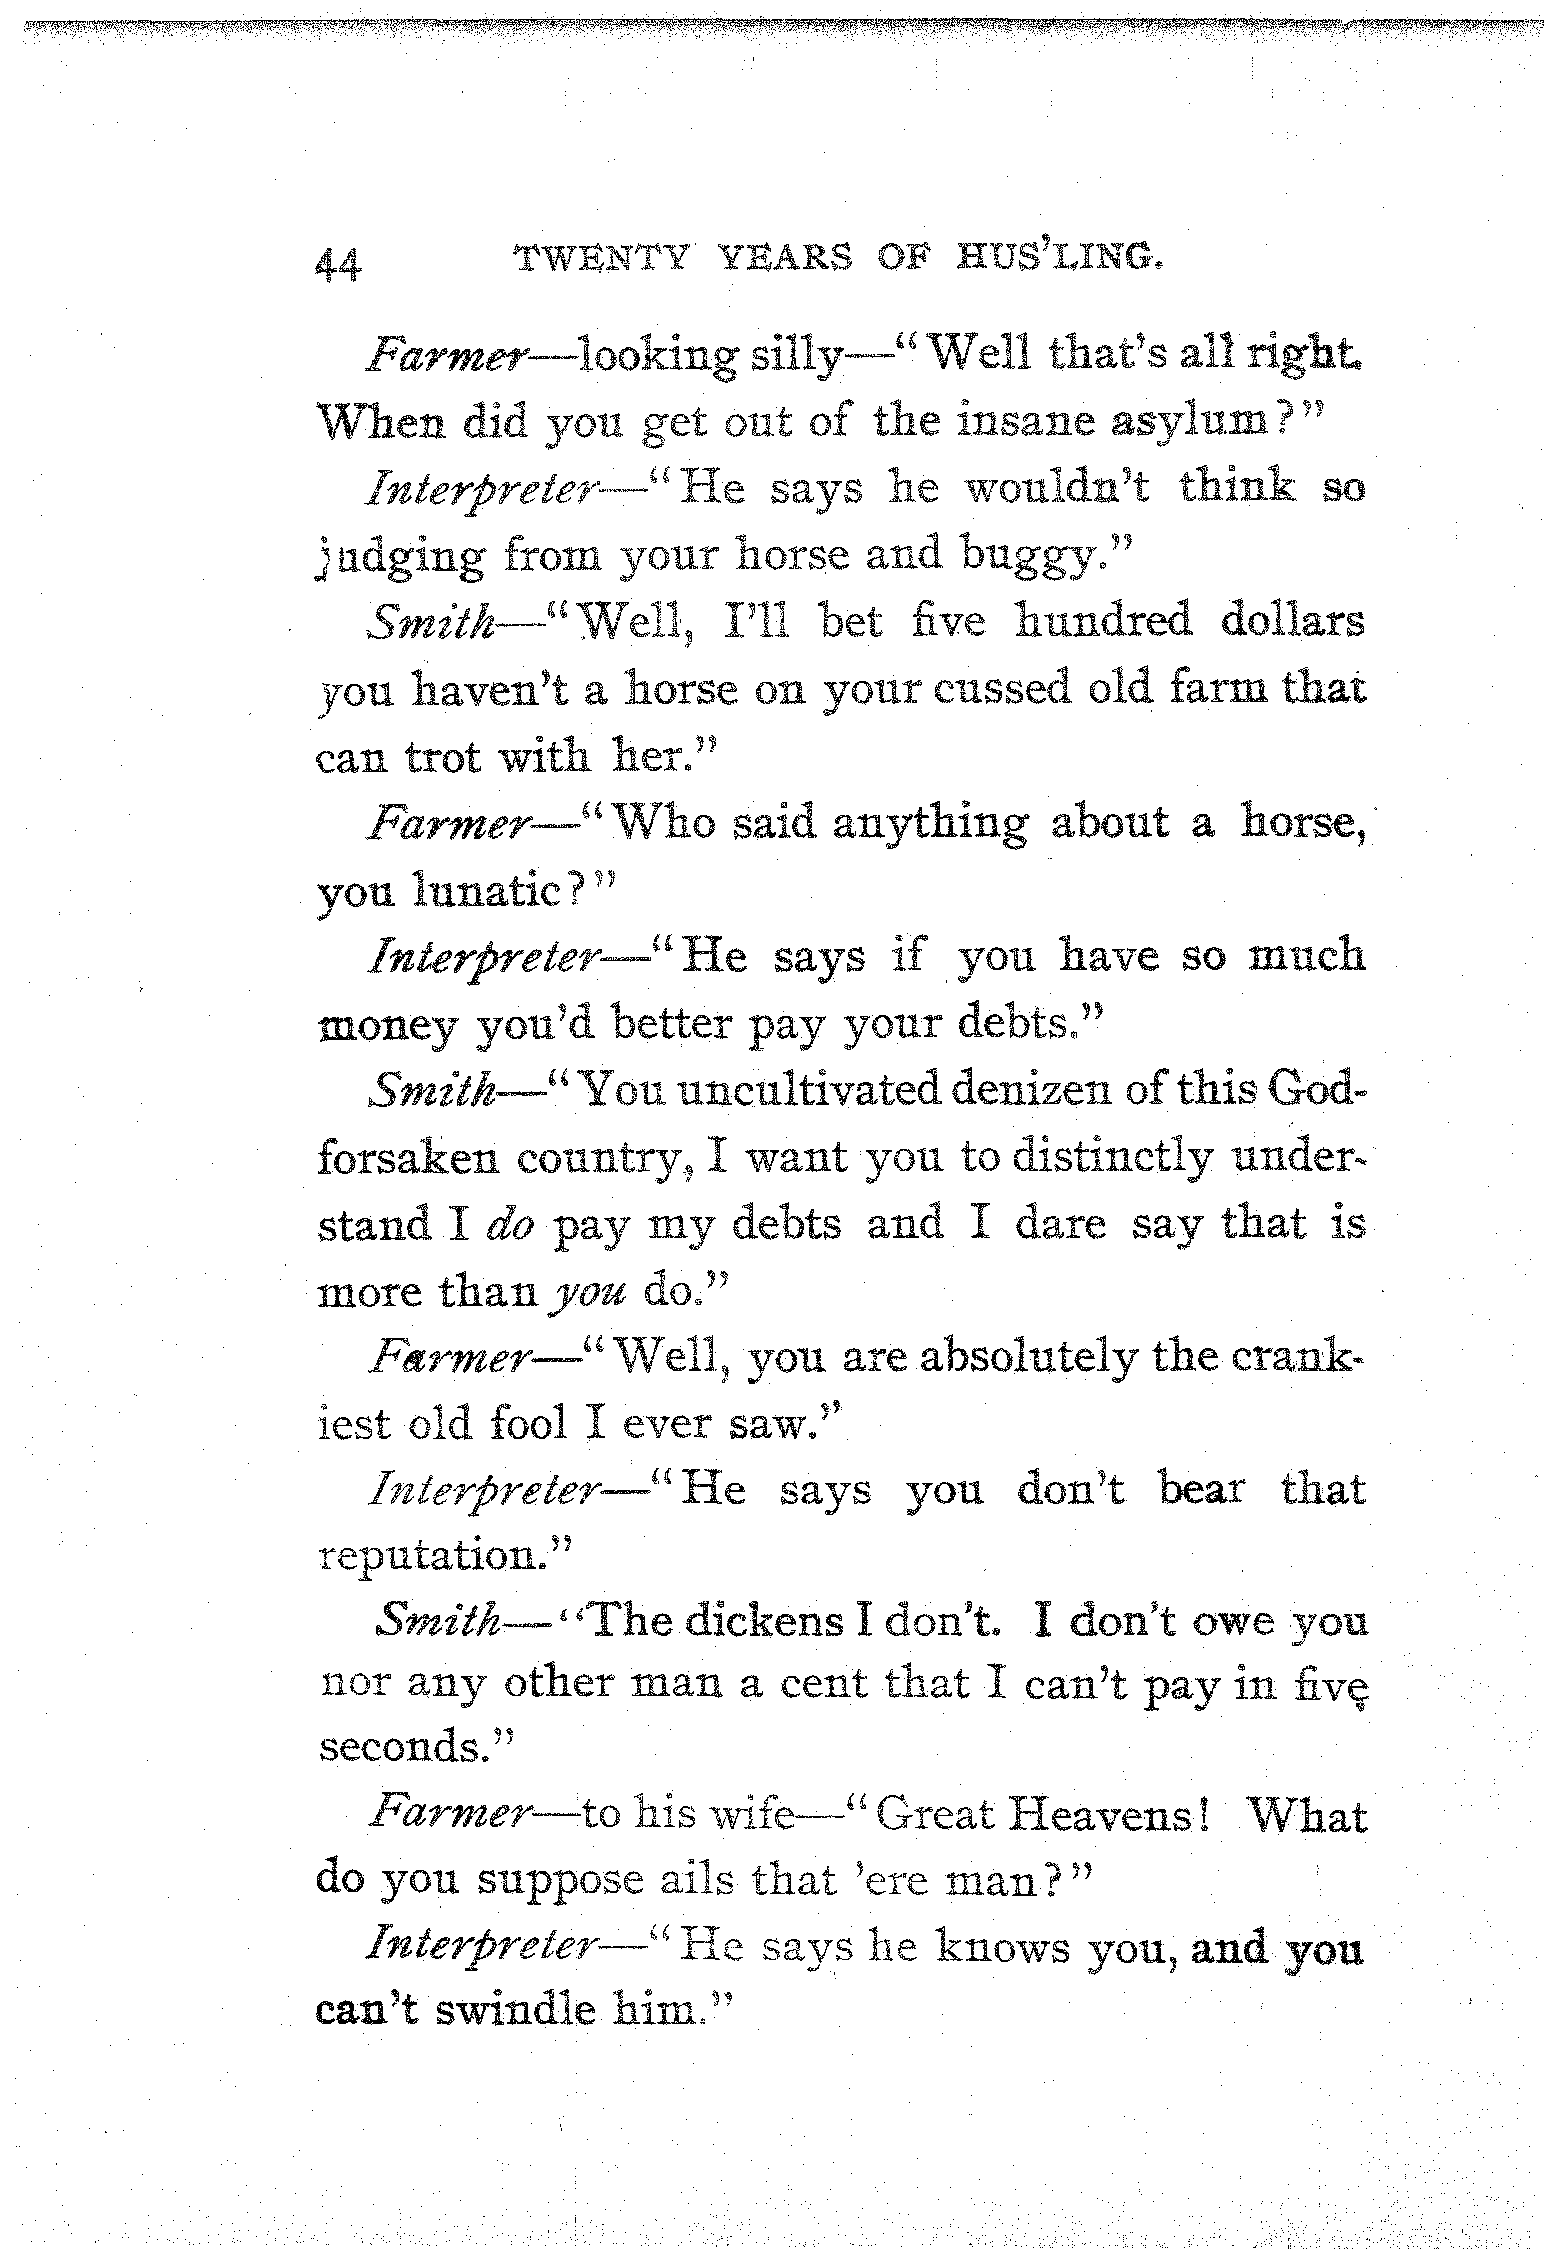 44 TWENTY YEARS OF HUS'LING.
Farmer—looking silly—"Well that's all right.
When did you get out of the insane asylum?"
Interpreter—"He says he wouldn't think so
judging from your horse and buggy."
Smith—"Well, I'll bet five hundred dollars
you haven't a horse on your cussed old farm that
can trot with her."
Farmer—"Who said anything about a horse,
you lunatic?"
Interpreter—"He says if you have so much
money you'd better pay your debts."
Smith—"You uncultivated denizen of this God-
forsaken country, I want you to distinctly under-
stand I do pay my debts and I dare say that is
more than you do."
Farmer—"Well, you are absolutely the crank-
iest old fool I ever saw."
Interpreter—"He says you don't bear that
reputation."
Smith—"The dickens I don't. I don't owe you
nor any other man a cent that I can't pay in five
seconds."
Farmer—to his wife—"Great Heavens! What
do you suppose ails that 'ere man?"
Interpreter—"He says he knows you, and you
can't swindle him."